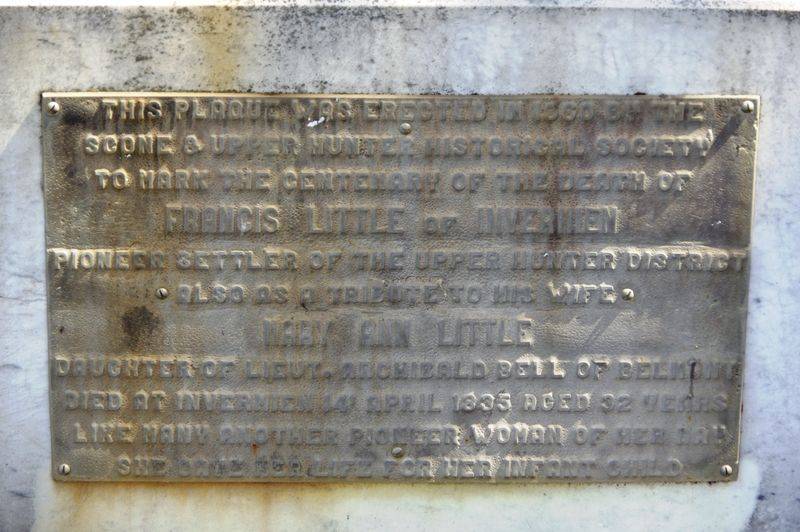 THIS PLAQUE WAS ERECTED IN 1960 BY THE
SCONE & UPPER HUNTER HISTORICAL SOCIETY
TO MARK THE CENTENARY OF THE DEATH OF
FRANCIS LITTLE OF INVERMIEN
PIONEER SETTLER OF THE UPPER HUNTER DISTRICT
ALSO AS A TRIBUTE TO HIS WIFE
MARY ANN LITTLE
DAUGHTER OF LIEUT. ARCHIBALD BELL OF BELMONT
DIED AT INVERMIEN 14 APRIL 1835 AGED 32 YEARS
LIKE MANY ANOTHER PIONEER WOMAN OF HER DAY
SHE GAVE HER LIFE FOR HER INFANT CHILD